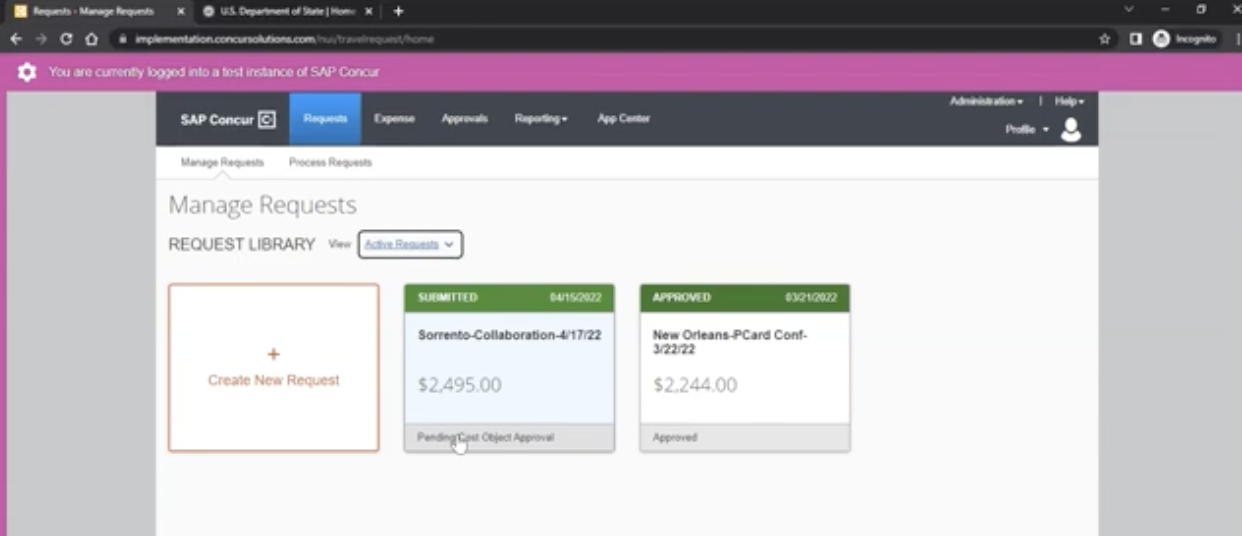 Requests - Manage Requests
U.S. Department of State | Home
implementation.concursolutions.com/nui/travelrequest/home
Incognito
You are currently logged into a test instance of SAP Concur
Administration | Help
SAP Concur C Requests Expense Approvals Reporting App Center
Profile
Manage Requests Process Requests
Manage Requests
REQUEST LIBRARY View Active Requests
SUBMITTED 04/15/2022
Sorrento-Collaboration-4/17/22
$2,495.00
Pending Cost Object Approval
APPROVED 03/21/2022
New Orleans-PCard Conf-
3/22/22
$2,244.00
Approved
+
Create New Request